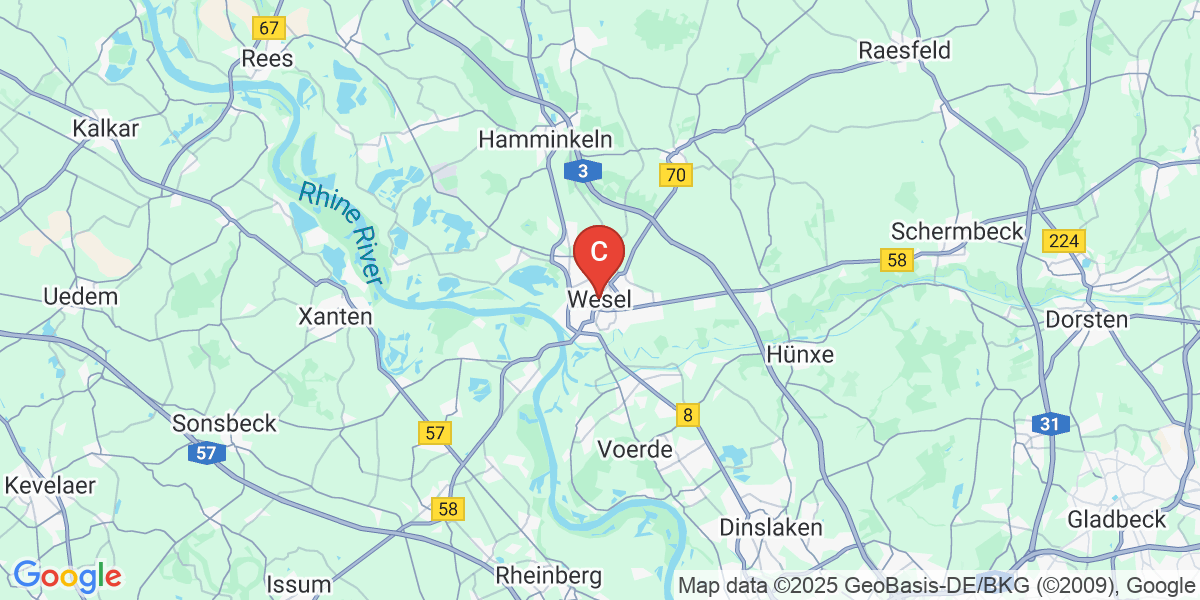 67
Rees
Raesfeld
Kalkar
Hamminkeln
3
70
Rhine River
Schermbeck
224
C
58
Uedem
Wesel
Xanten
Dorsten
Hünxe
8
Sonsbeck
57
31
57
Voerde
Kevelaer
58
Gladbeck
Dinslaken
Google
Issum
Rheinberg
Map data ©2025 GeoBasis-DE/BKG (©2009), Google